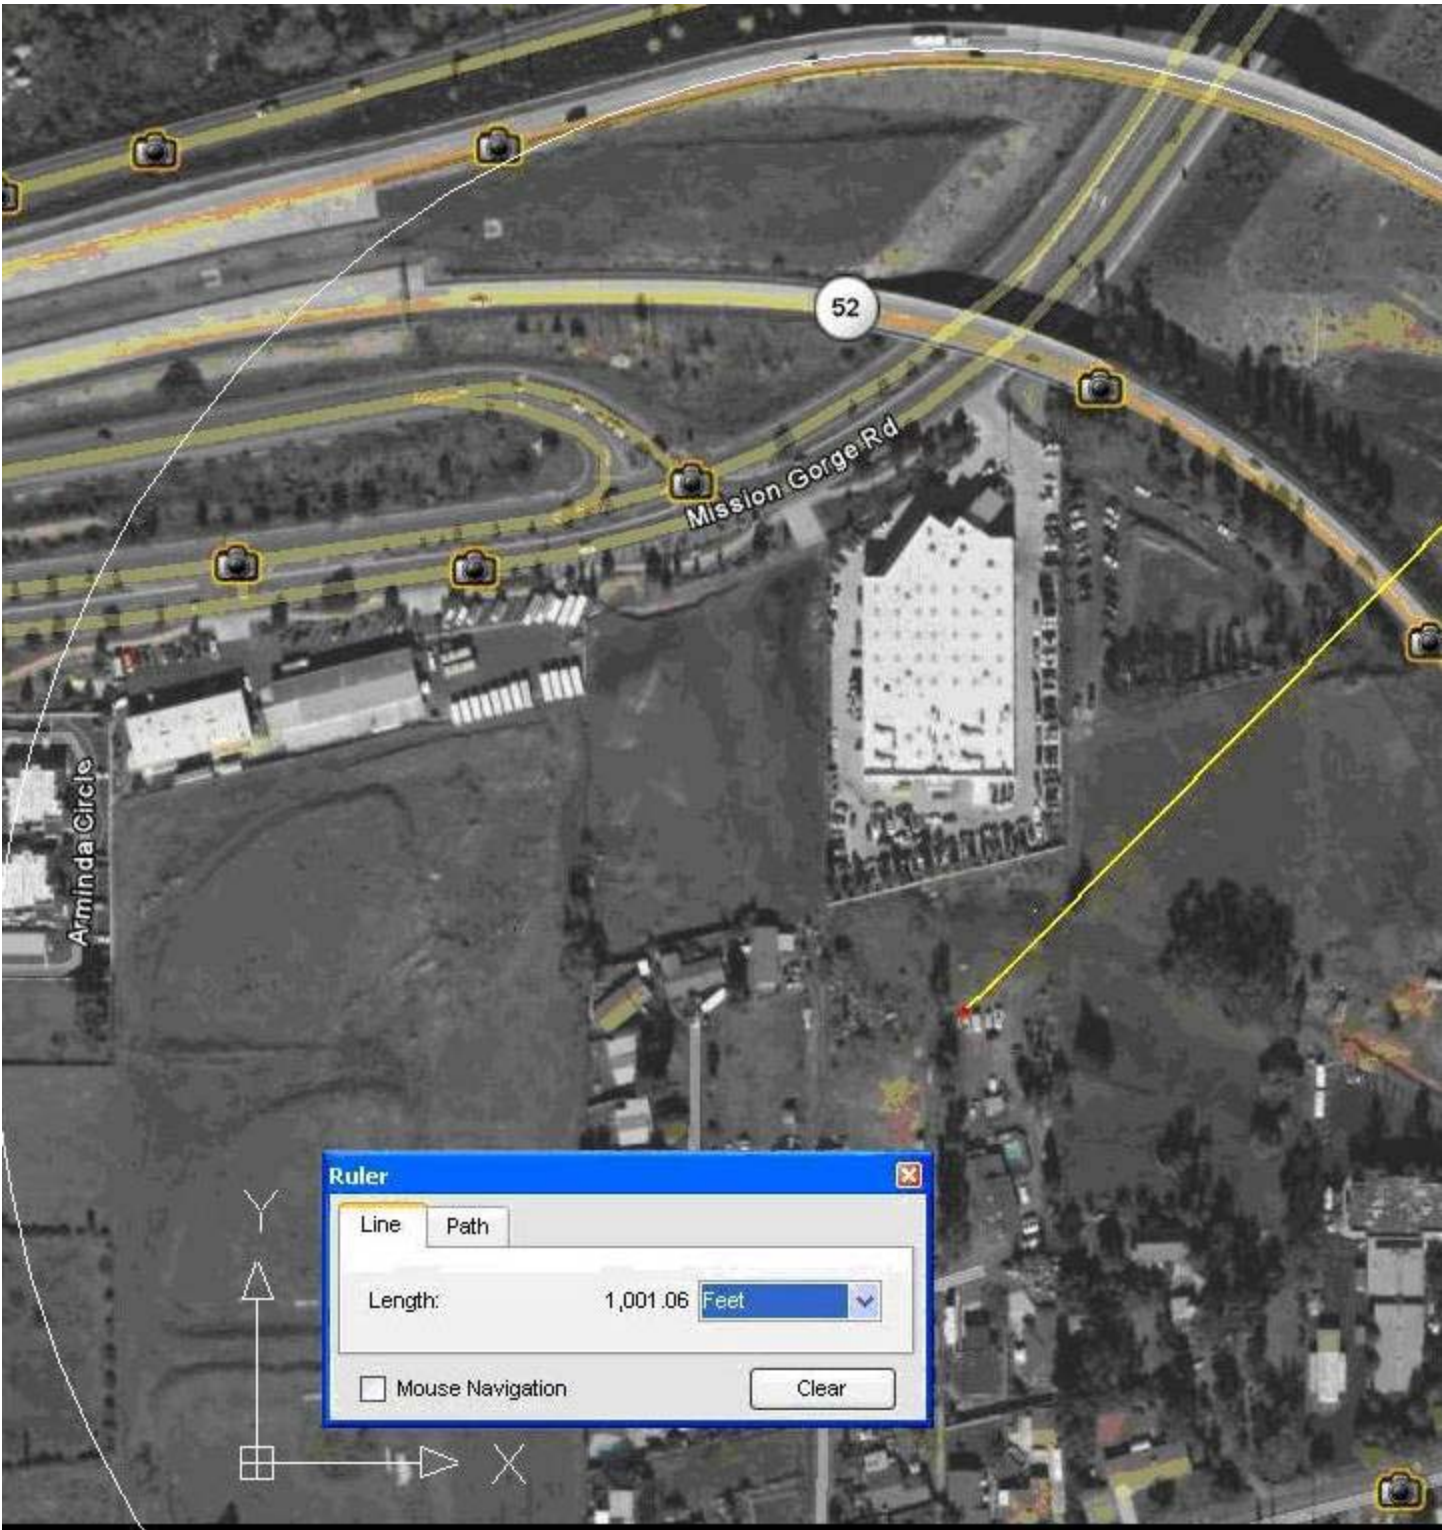 52
Mission Gorge Rd
Arminda Circle
Ruler
Line Path
Length: 1,001.06 Feet
Mouse Navigation Clear
Y
X